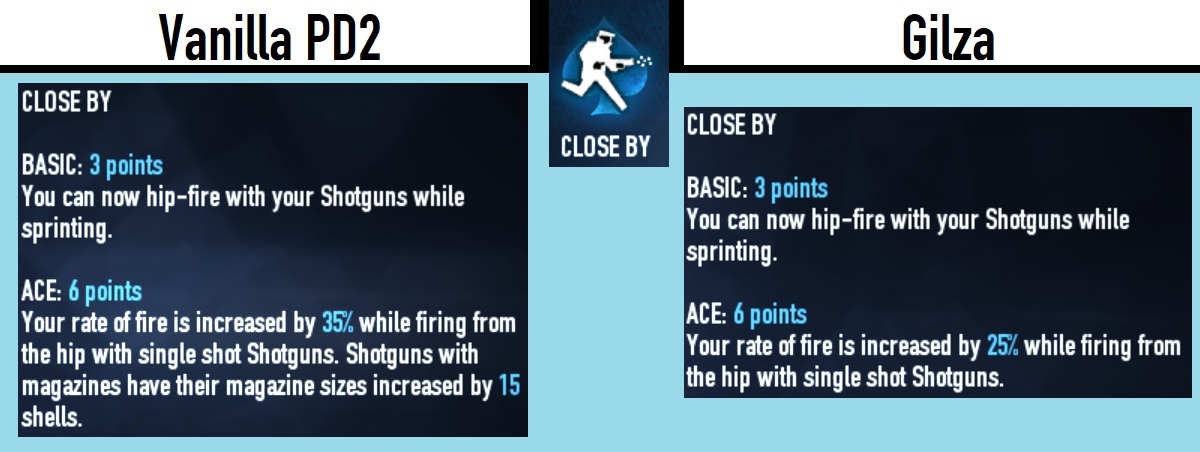 Vanilla PD2
CLOSE BY
BASIC: 3 points
You can now hip-fire with your Shotguns while
sprinting.
ACE: 6 points
Your rate of fire is increased by 35% while firing from
the hip with single shot Shotguns. Shotguns with
magazines have their magazine sizes increased by 15
shells.
CLOSE BY
Gilza
CLOSE BY
BASIC: 3 points
You can now hip-fire with your Shotguns while
sprinting.
ACE: 6 points
Your rate of fire is increased by 25% while firing from
the hip with single shot Shotguns.